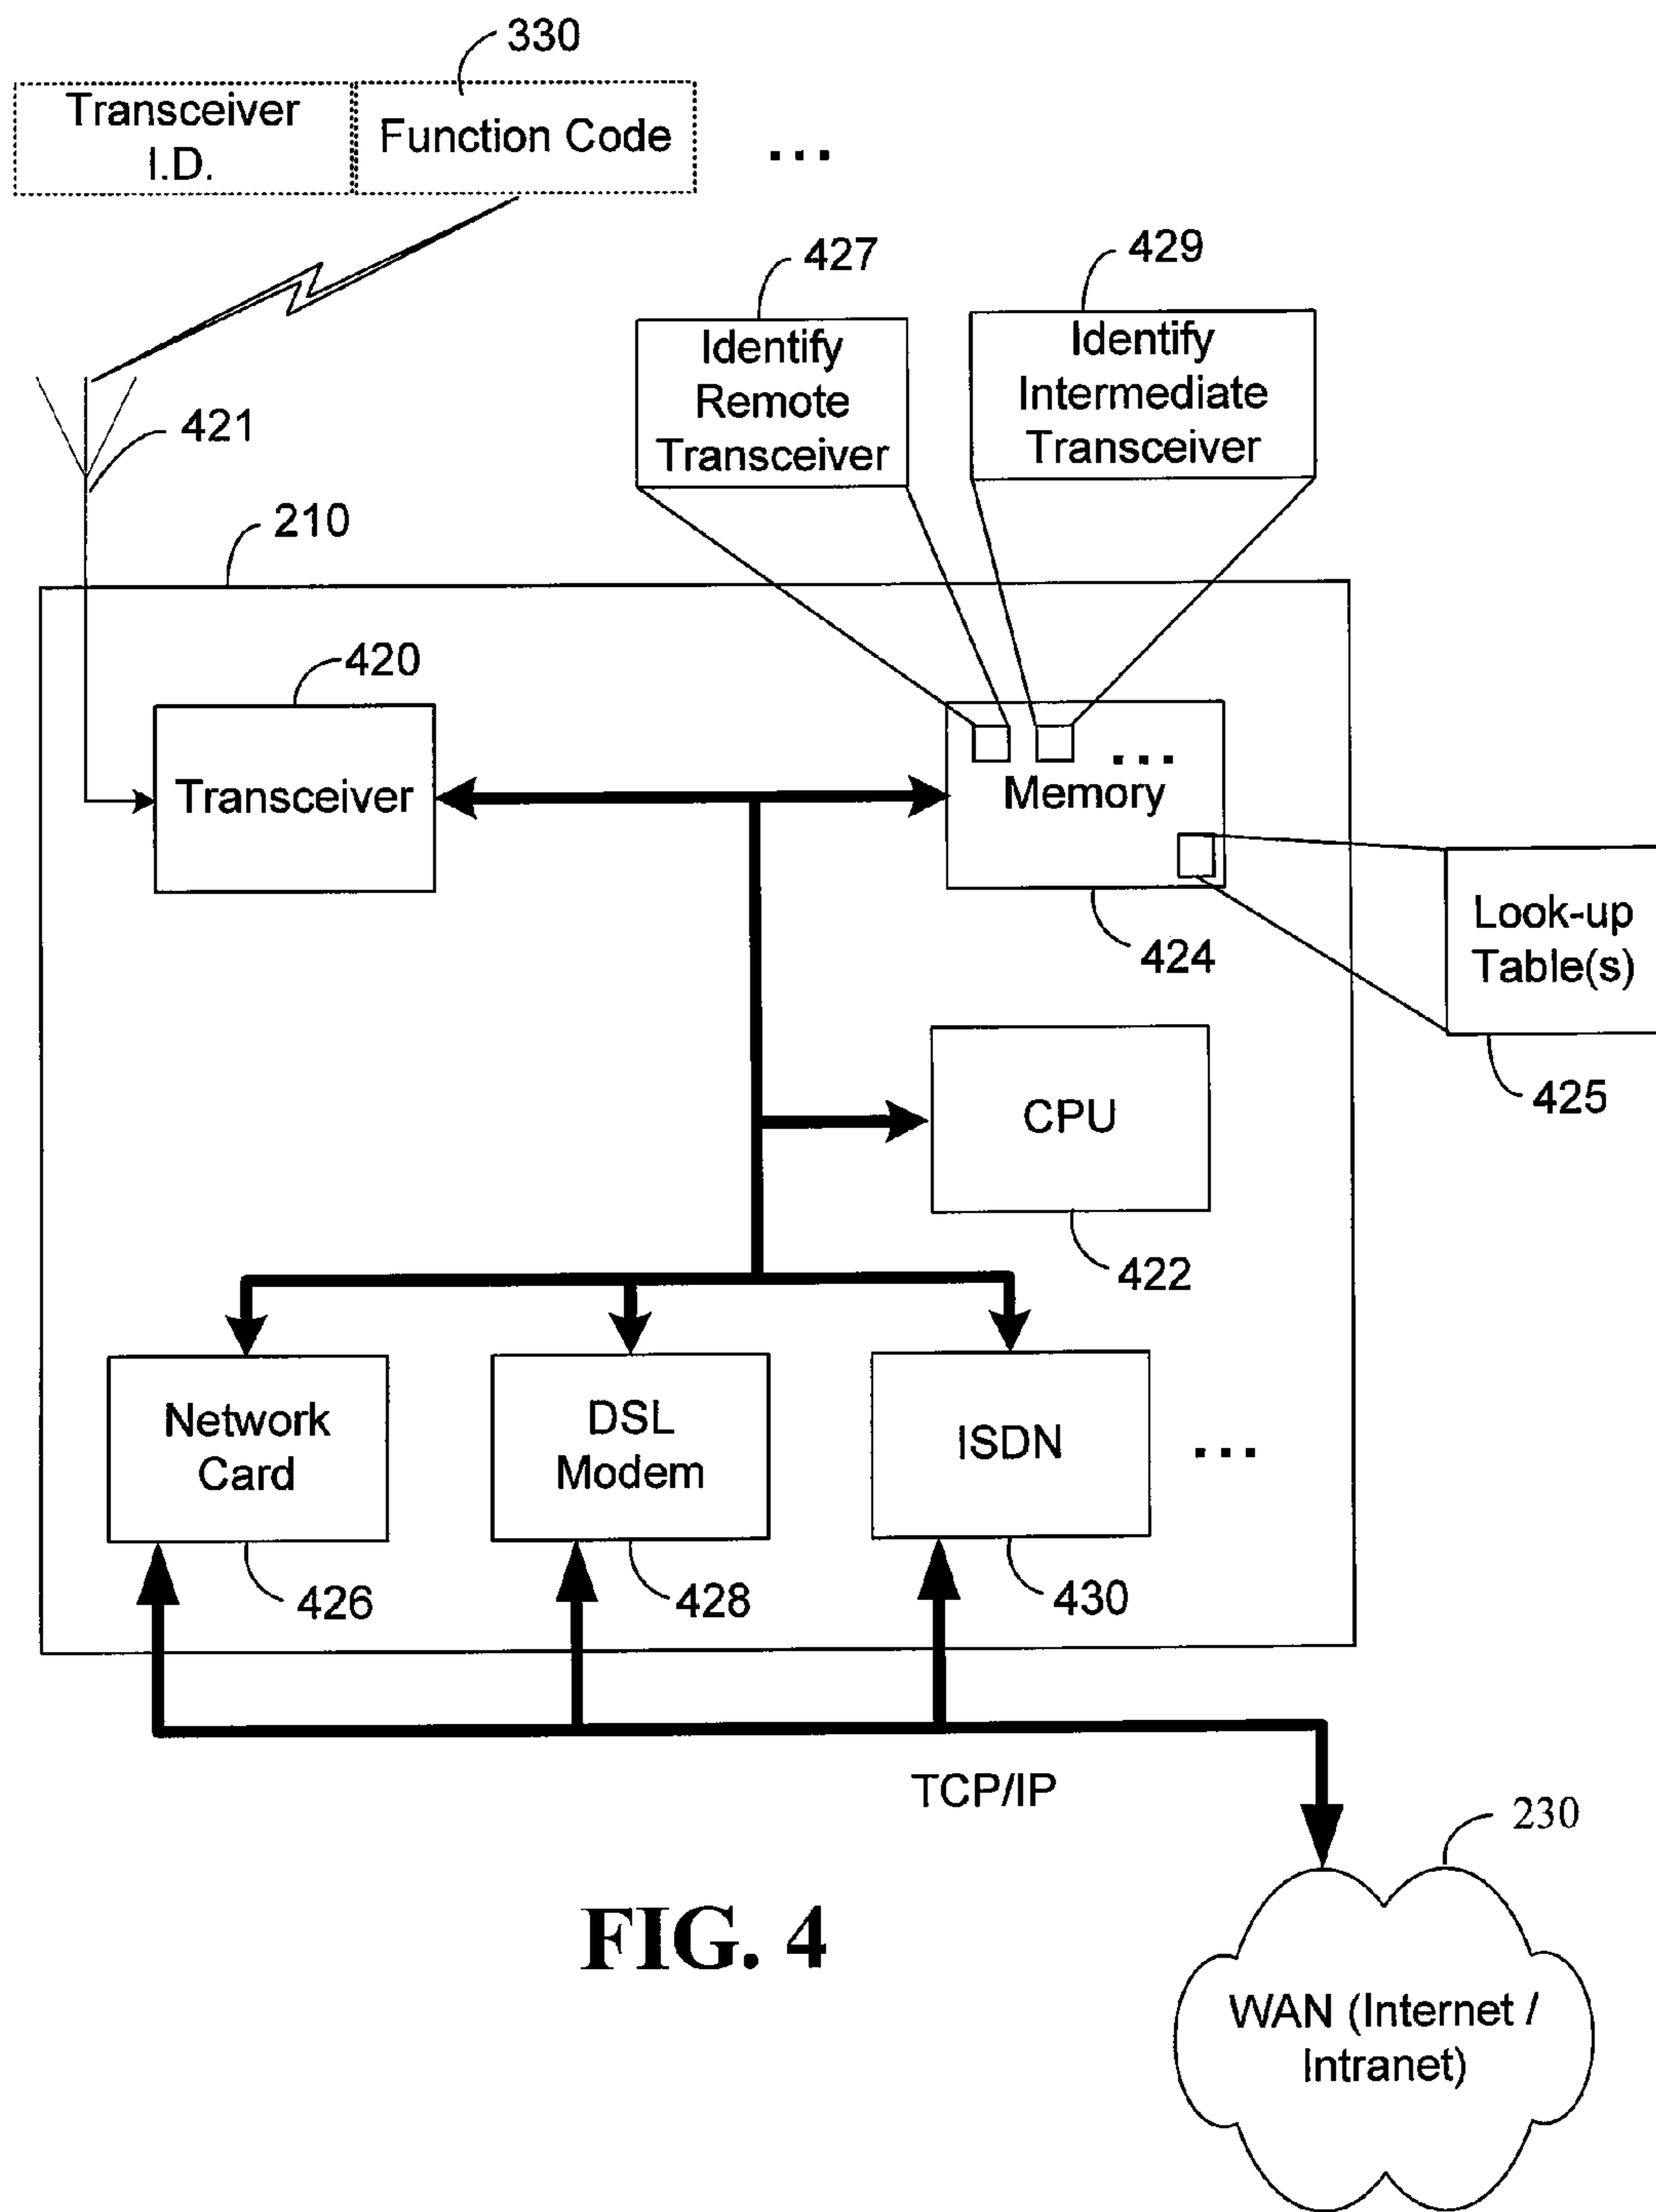 330
Transceiver
I.D.
Function Code
...
427
429
Identify
Remote
Transceiver
Identify
Intermediate
Transceiver
421
210
420
Transceiver
...
Memory
424
Look-up
Table(s)
425
CPU
422
Network
Card
DSL
Modem
ISDN
...
426
428
430
TCP/IP
230
FIG. 4
WAN (Internet /
Intranet)